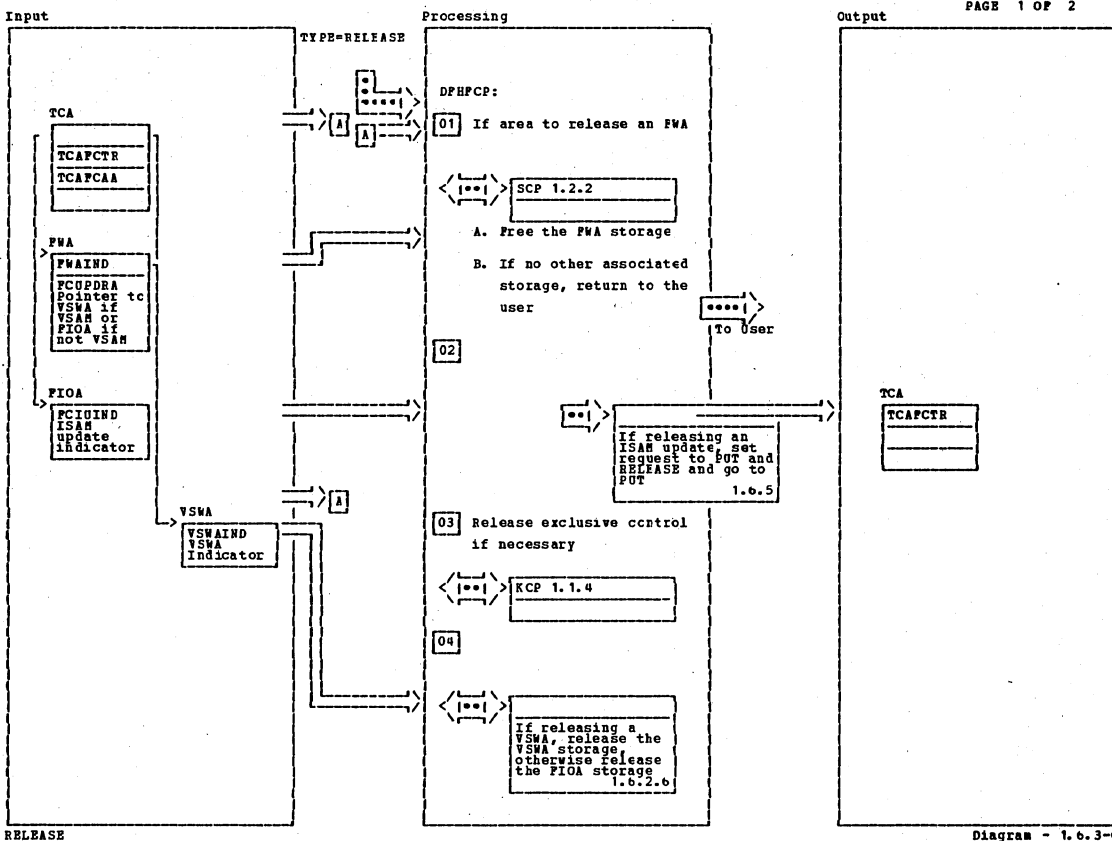 PAGE 1 OF 2
Input
Processing
Output
TYPE=RELEASE
DFHFCP:
TCA
TCAFCTR
TCAFCAA
A
A
01 If area to release an FWA
SCP 1.2.2
A. Free the FWA storage
B. If no other associated
storage, return to the
user
To User
FWA
FWAIND
FCUPDRA
Pointer to
VSWA if
VSAM or
FIOA if
not VSAM
02
FIOA
FCIOIND
ISAM
update
indicator
If releasing an
ISAM update, set
request to PUT and
RELEASE and go to
PUT
1.6.5
TCA
TCAFCTR
A
VSWA
VSWAIND
VSWA
Indicator
03 Release exclusive control
if necessary
KCP 1.1.4
04
If releasing a
VSWA, release the
VSWA storage,
otherwise release
the FIOA storage
1.6.2.6
RELEASE
Diagram - 1.6.3-